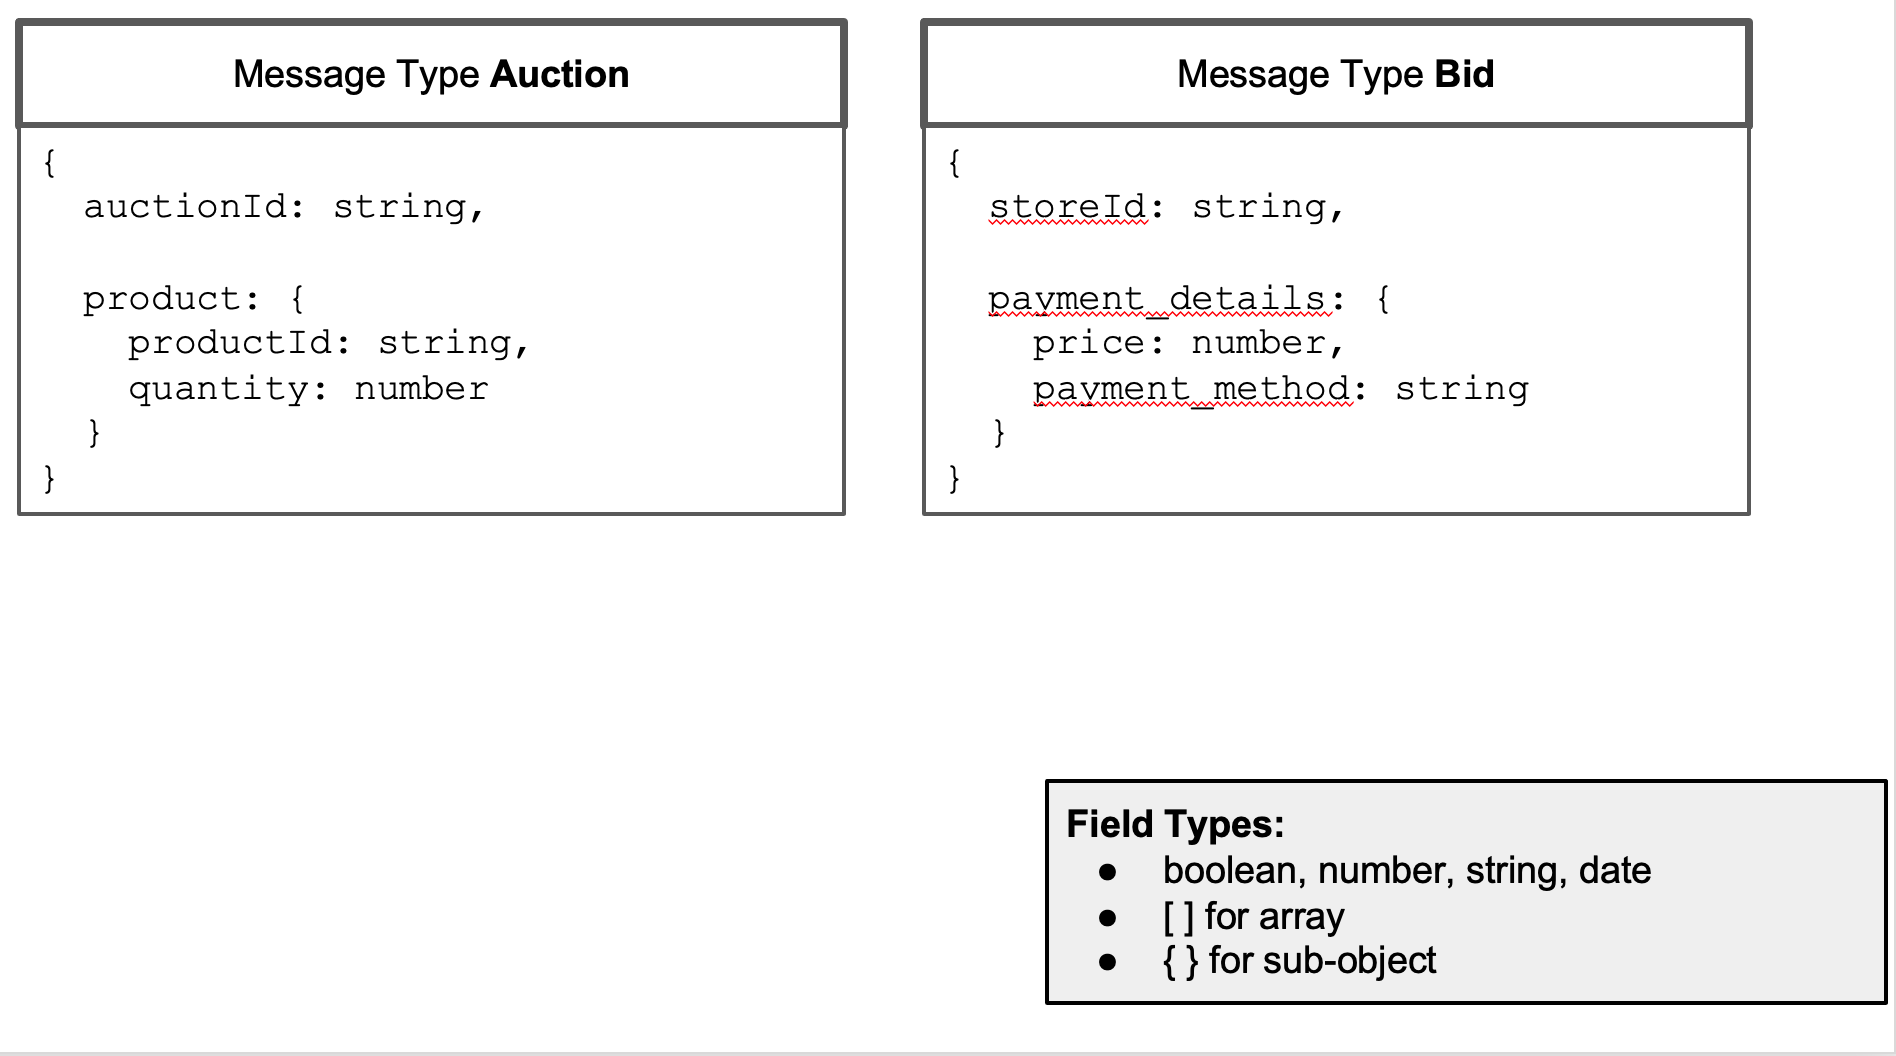 Message Type Auction
{
auctionId: string,
product: {
productId: string,
quantity: number
}
}
Message Type Bid
{
storeId: string,
payment_details: {
price: number,
payment_method: string
}
}
Field Types:
● boolean, number, string, date
● [ ] for array
● { } for sub-object